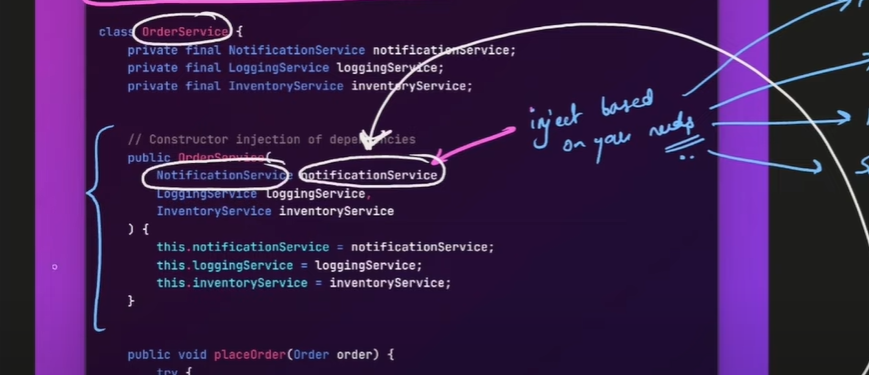 class OrderService {
private final NotificationService notificationService;
private final LoggingService loggingService;
private final InventoryService inventoryService;
// Constructor injection of dependencies
public OrderService(
NotificationService notificationService
LoggingService loggingService,
InventoryService inventoryService
) {
this.notificationService = notificationService;
this.loggingService = loggingService;
this.inventoryService = inventoryService;
}
public void placeOrder(Order order) {
try {
inject based
on your needs